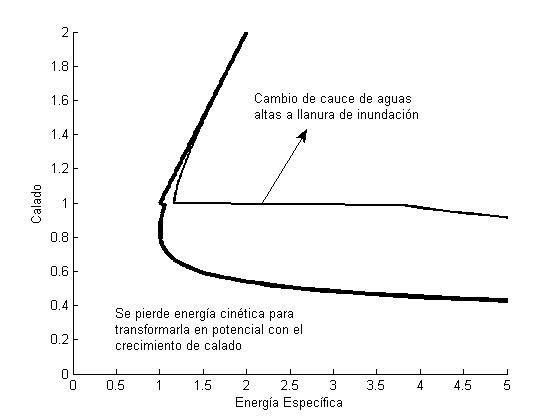 2
1.8
1.6
Cambio de cauce de aguas
altas a llanura de inundación
1.4
1.2
1
Calado
0.8
0.6
0.4
Se pierde energía cinética para
transformarla en potencial con el
crecimiento de calado
0.2
0
0 0.5 1 1.5 2 2.5 3 3.5 4 4.5 5
Energía Específica